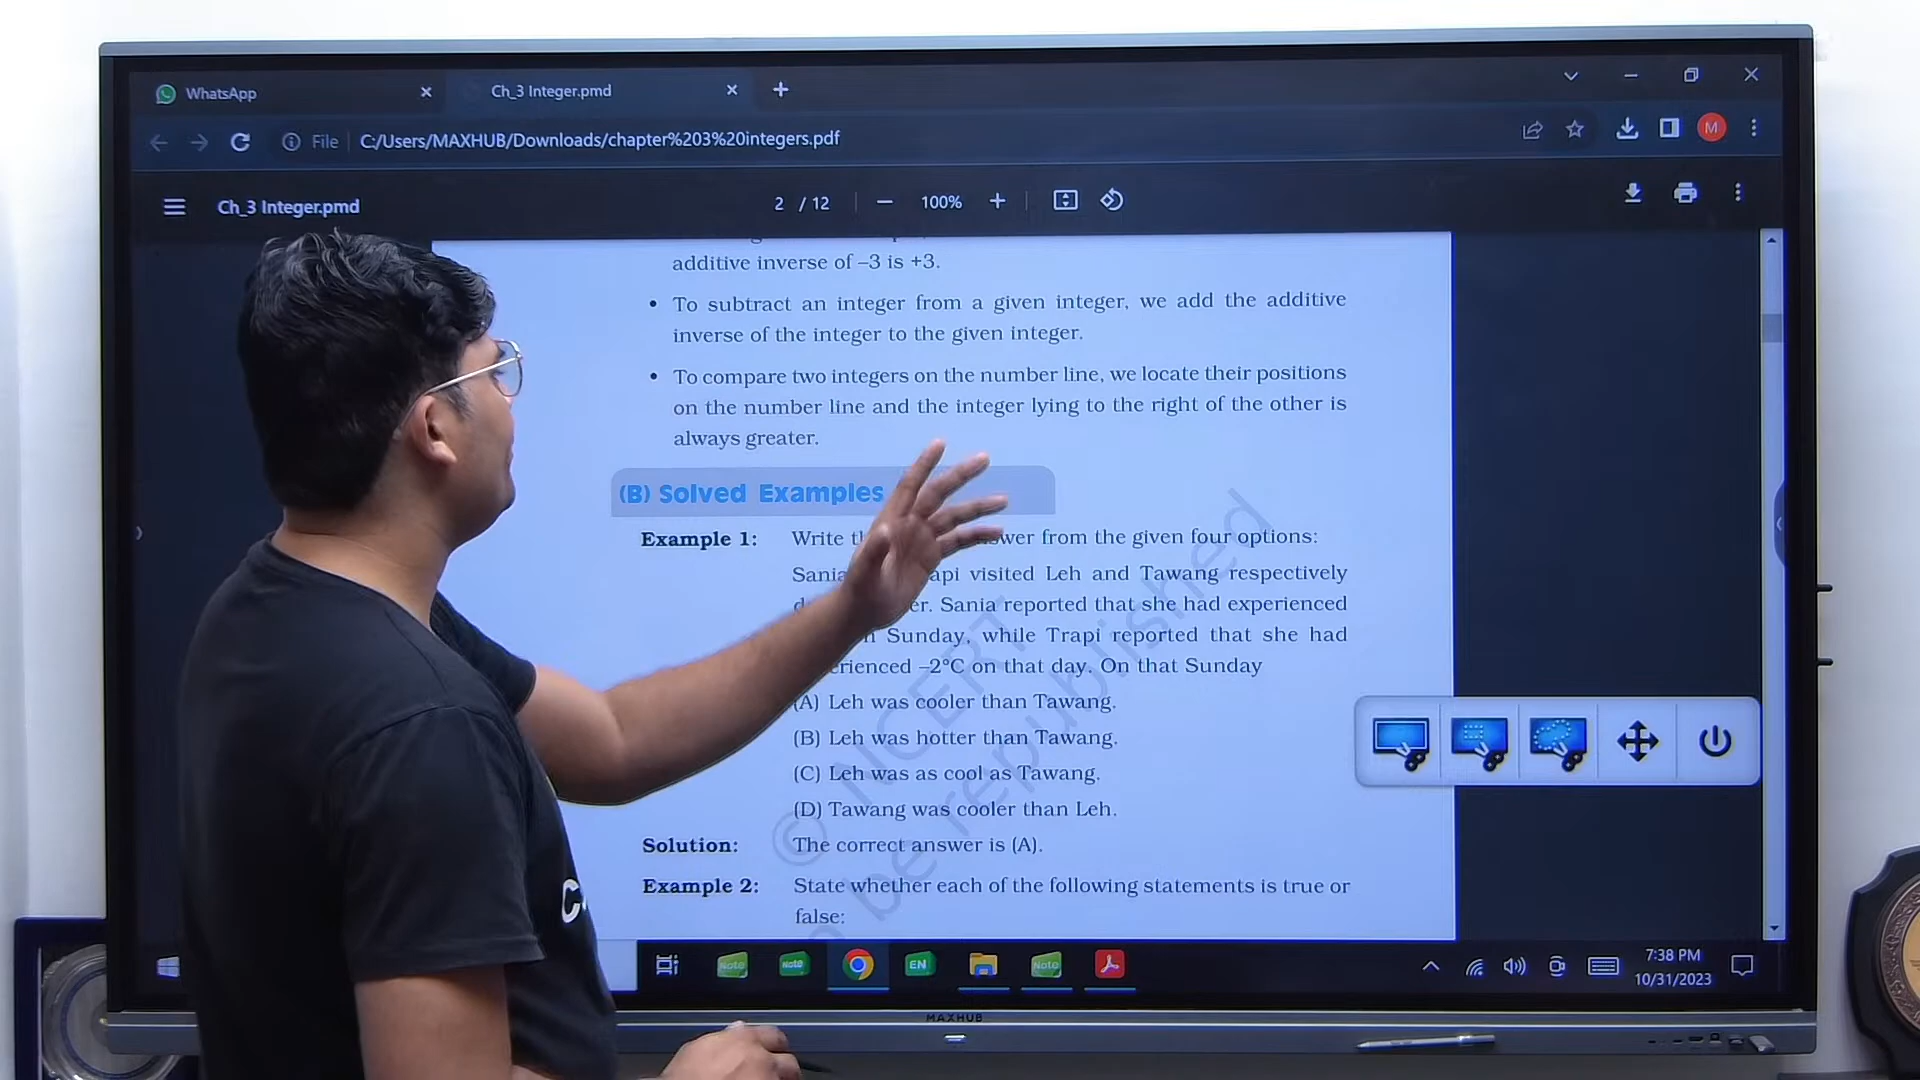 WhatsApp
Ch_3 Integer.pmd
File
C:/Users/MAXHUB/Downloads/chapter%203%20integers.pdf
M
Ch_3 Integer.pmd
2 / 12
100%
additive inverse of –3 is +3.
• To subtract an integer from a given integer, we add the additive
inverse of the integer to the given integer.
• To compare two integers on the number line, we locate their positions
on the number line and the integer lying to the right of the other is
always greater.
(B) Solved Examples
Example 1: Write from the given four options:
Sania visited Leh and Tawang respectively
Sania reported that she had experienced
Sunday, while Trapi reported that she had
–2°C on that day. On that Sunday
(A) Leh was cooler than Tawang.
(B) Leh was hotter than Tawang.
(C) Leh was as cool as Tawang.
(D) Tawang was cooler than Leh.
Solution: The correct answer is (A).
Example 2: State whether each of the following statements is true or
false:
© NCERT
be republished
Note
Note
EN
Note
7:38 PM
10/31/2023
MAXHUB
C